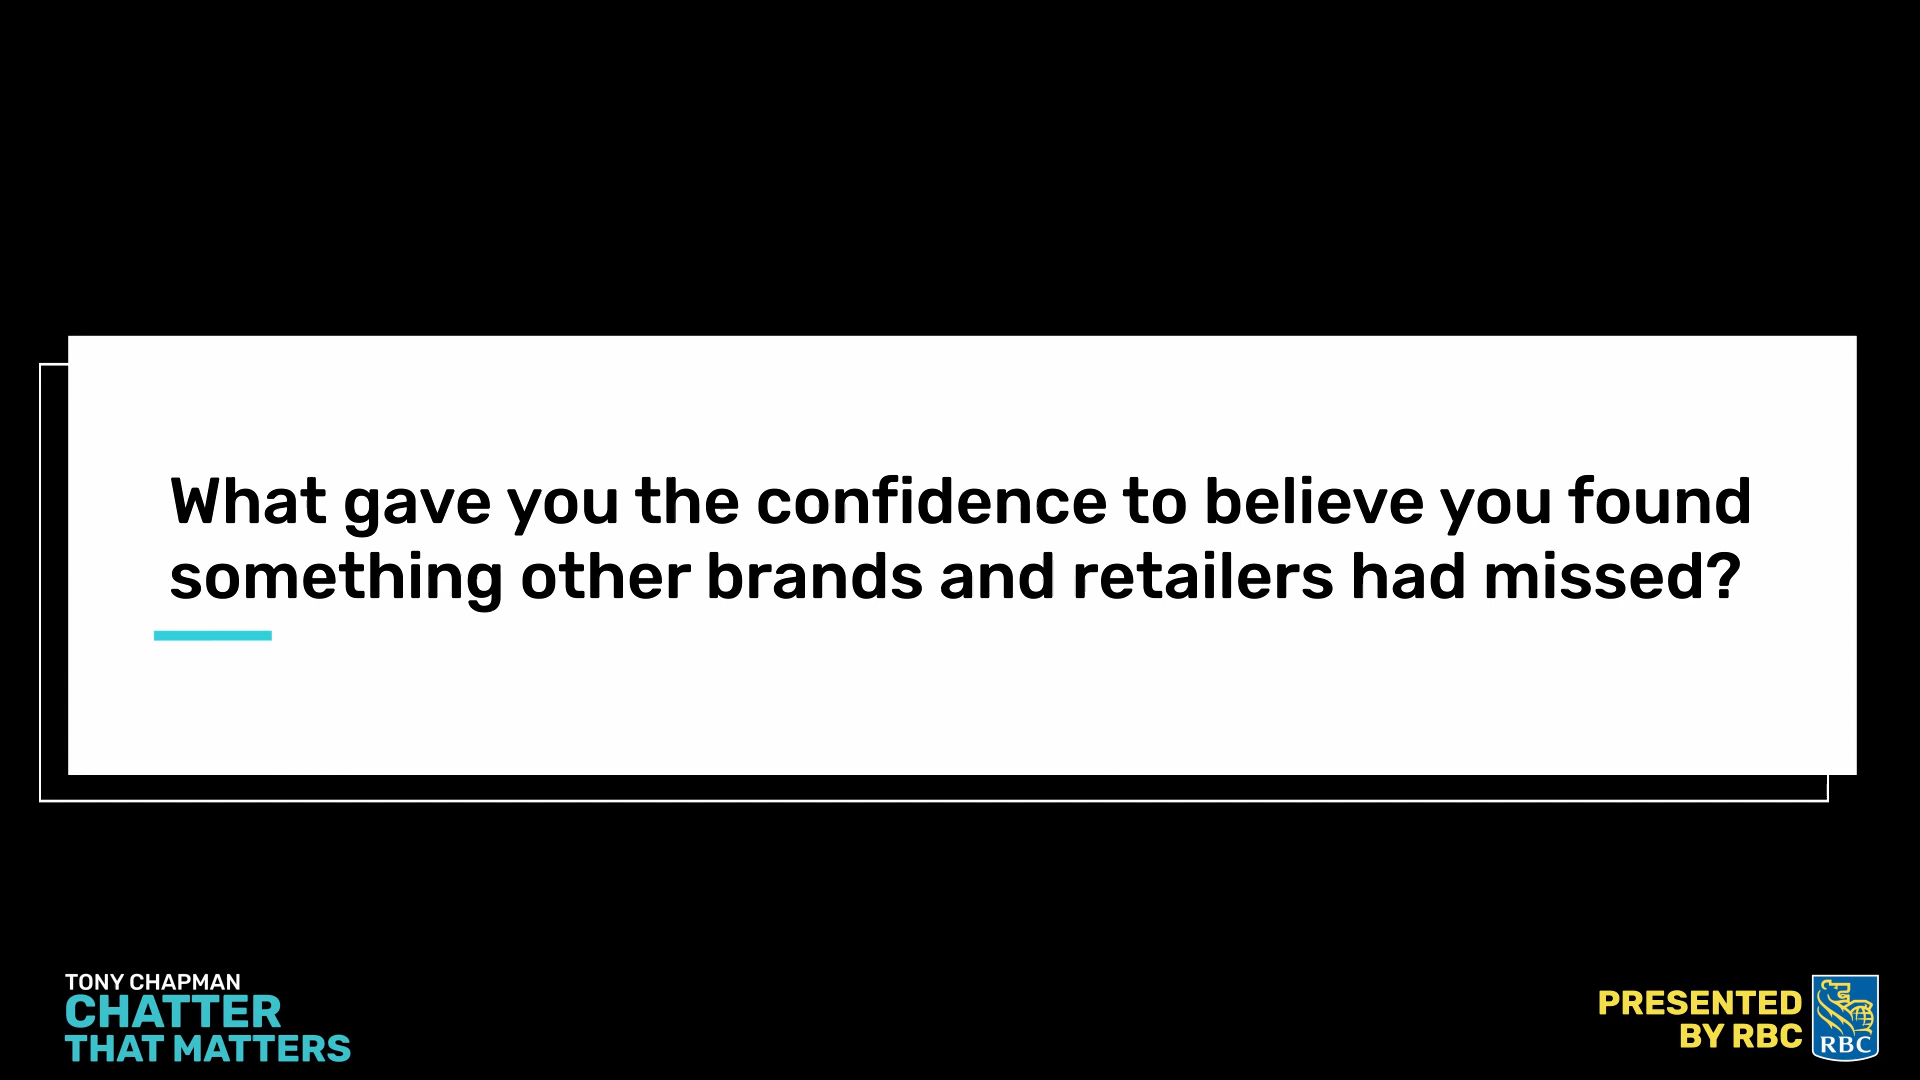 What gave you the confidence to believe you found
something other brands and retailers had missed?
TONY CHAPMAN
CHATTER
THAT MATTERS
PRESENTED
BY RBC
RBC